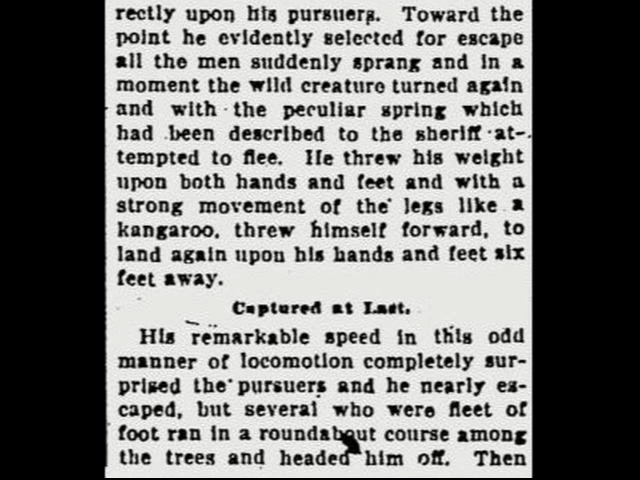 rectly upon his pursuers. Toward the
point he evidently selected for escape
all the men suddenly sprang and in a
moment the wild creature turned again
and with the peculiar spring which
had been described to the sheriff at-
tempted to flee. He threw his weight
upon both hands and feet and with a
strong movement of the legs like a
kangaroo, threw himself forward, to
land again upon his hands and feet six
feet away.
Captured at Last.
His remarkable speed in this odd
manner of locomotion completely sur-
prised the pursuers and he nearly es-
caped, but several who were fleet of
foot ran in a roundabout course among
the trees and headed him off. Then